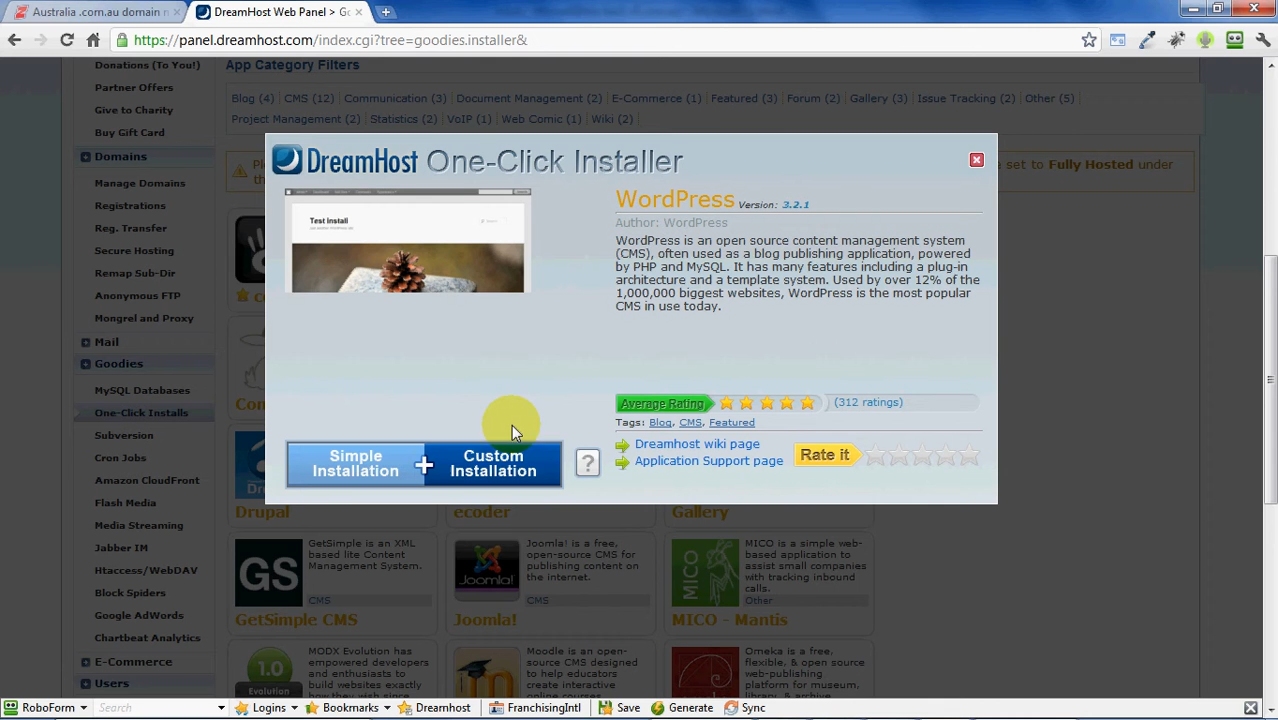 Australia .com.au domain n
DreamHost Web Panel > Go
https://panel.dreamhost.com/index.cgi?tree=goodies.installer&
Donations (To You!)
Partner Offers
Give to Charity
Buy Gift Card
Domains
Manage Domains
Registrations
Reg. Transfer
Secure Hosting
Remap Sub-Dir
Anonymous FTP
Mongrel and Proxy
Mail
Goodies
MySQL Databases
One-Click Installs
Subversion
Cron Jobs
Amazon CloudFront
Flash Media
Media Streaming
Jabber IM
Htaccess/WebDAV
Block Spiders
Google AdWords
Chartbeat Analytics
E-Commerce
Users
App Category Filters
Blog (4) CMS (12) Communication (3) Document Management (2) E-Commerce (1) Featured (3) Forum (2) Gallery (3) Issue Tracking (2) Other (5)
Project Management (2) Statistics (2) VoIP (1) Web Comic (1) Wiki (2)
set to Fully Hosted under
DreamHost One-Click Installer
Test Install
WordPress Version: 3.2.1
Author: WordPress
WordPress is an open source content management system
(CMS), often used as a blog publishing application, powered
by PHP and MySQL. It has many features including a plug-in
architecture and a template system. Used by over 12% of the
1,000,000 biggest websites, WordPress is the most popular
CMS in use today.
Average Rating (312 ratings)
Tags: Blog, CMS, Featured
Dreamhost wiki page
Application Support page
Rate it
Simple Installation + Custom Installation ?
Drupal
ecoder
Gallery
GS
GetSimple is an XML
based lite Content
Management System.
CMS
GetSimple CMS
Joomla!
Joomla! is a free,
open-source CMS for
publishing content on
the internet.
CMS
Joomla!
MICO
MICO is a simple web-
based application to
assist small companies
with tracking inbound
calls.
Other
MICO - Mantis
1.0
Evolution
MODX Evolution has
empowered developers
and enthusiasts to
build websites exactly
how they wish since
Moodle is an open-
source CMS designed
to help educators
create interactive
online courses
Omeka is a free,
flexible, & open source
web-publishing
platform for museum,
library, & archive
RoboForm Search Logins Bookmarks Dreamhost FranchisingIntl Save Generate Sync